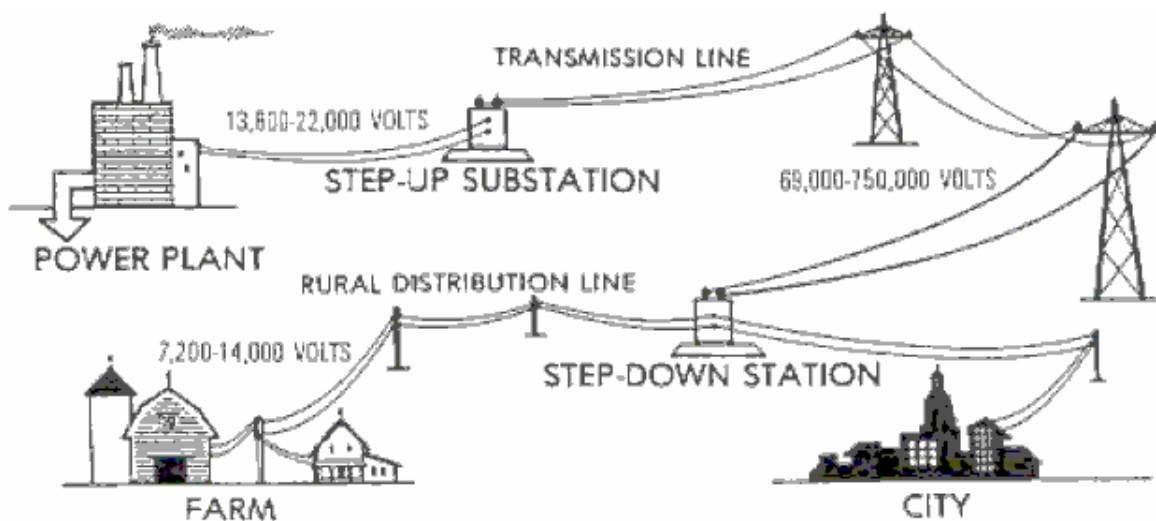 TRANSMISSION LINE
13,800-22,000 VOLTS
STEP-UP SUBSTATION
69,000-750,000 VOLTS
POWER PLANT
RURAL DISTRIBUTION LINE
7,200-14,000 VOLTS
STEP-DOWN STATION
FARM
CITY